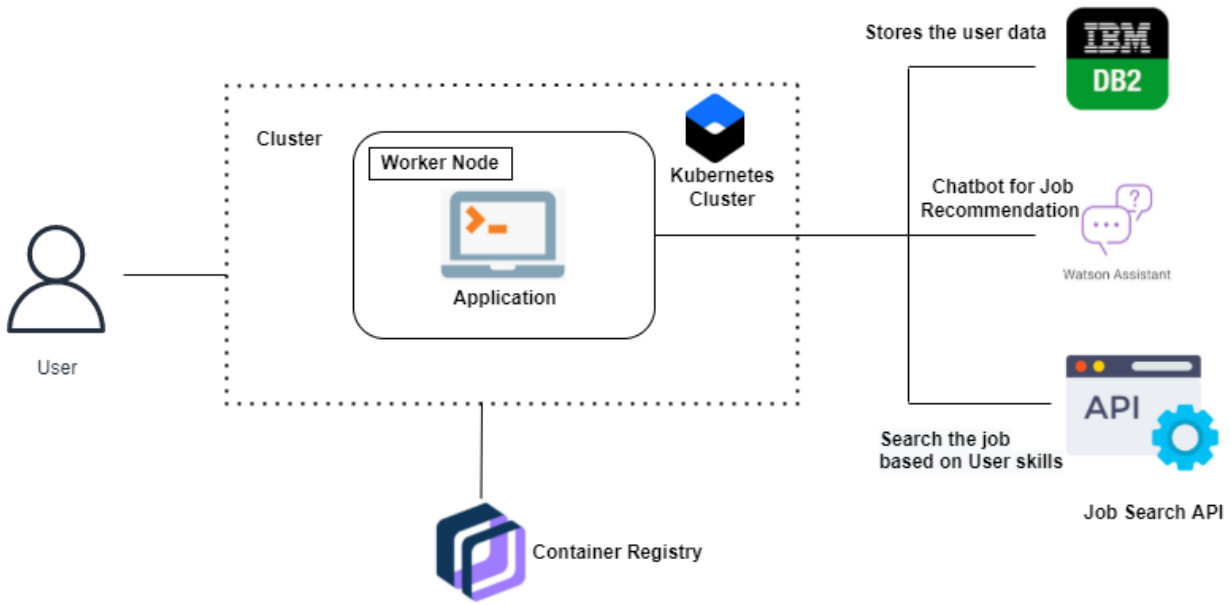 Stores the user data
IBM
DB2
Cluster
Worker Node
Kubernetes
Cluster
Application
Chatbot for Job
Recommendation
?
Watson Assistant
User
API
Search the job
based on User skills
Job Search API
Container Registry